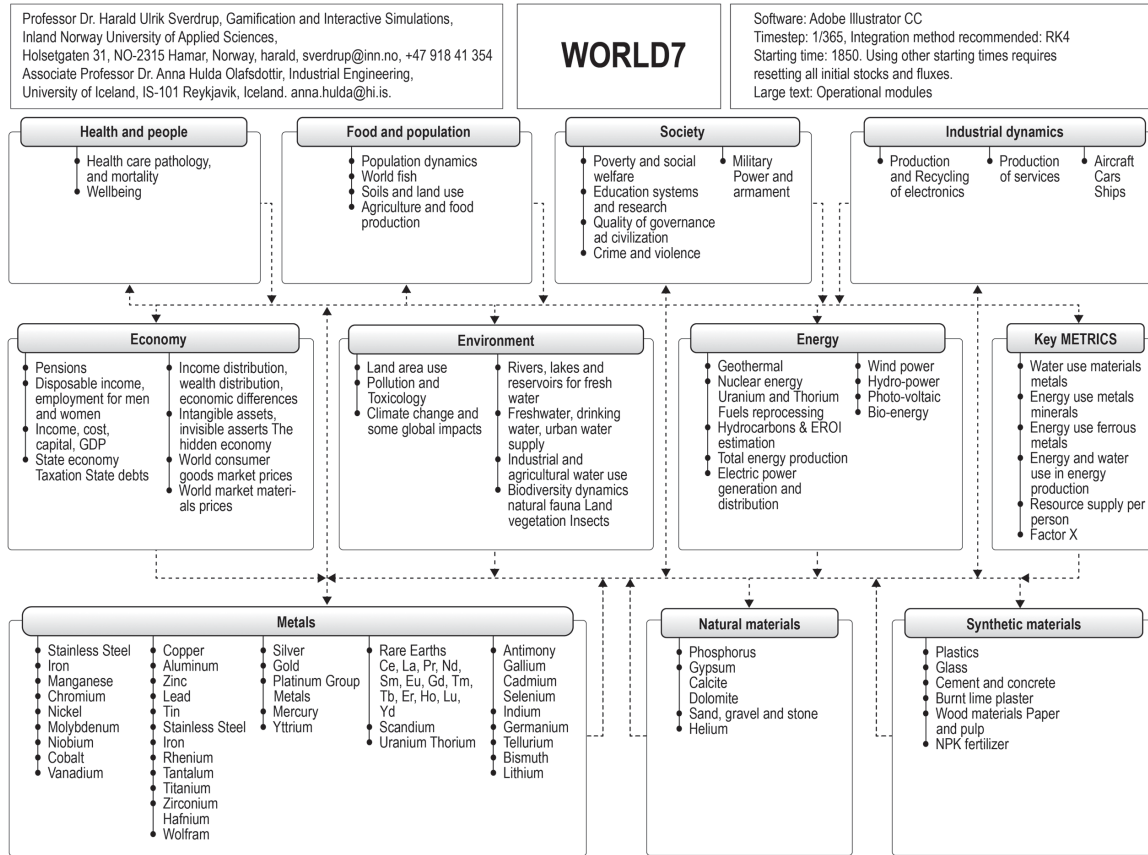 Professor Dr. Harald Ulrik Sverdrup, Gamification and Interactive Simulations,
Inland Norway University of Applied Sciences,
Holsetgaten 31, NO-2315 Hamar, Norway, harald, sverdrup@inn.no, +47 918 41 354
Associate Professor Dr. Anna Hulda Olafsdottir, Industrial Engineering,
University of Iceland, IS-101 Reykjavik, Iceland. anna.hulda@hi.is.
WORLD7
Software: Adobe Illustrator CC
Timestep: 1/365, Integration method recommended: RK4
Starting time: 1850. Using other starting times requires
resetting all initial stocks and fluxes.
Large text: Operational modules
Health and people
Health care pathology,
and mortality
Wellbeing
Food and population
Population dynamics
World fish
Soils and land use
Agriculture and food
production
Society
Poverty and social
welfare
Education systems
and research
Quality of governance
ad civilization
Crime and violence
Military
Power and
armament
Industrial dynamics
Production
and Recycling
of electronics
Production
of services
Aircraft
Cars
Ships
Economy
Pensions
Disposable income,
employment for men
and women
Income, cost,
capital, GDP
State economy
Taxation State debts
Income distribution,
wealth distribution,
economic differences
Intangible assets,
invisible asserts The
hidden economy
World consumer
goods market prices
World market materi-
als prices
Environment
Land area use
Pollution and
Toxicology
Climate change and
some global impacts
Rivers, lakes and
reservoirs for fresh
water
Freshwater, drinking
water, urban water
supply
Industrial and
agricultural water use
Biodiversity dynamics
natural fauna Land
vegetation Insects
Energy
Geothermal
Nuclear energy
Uranium and Thorium
Fuels reprocessing
Hydrocarbons & EROI
estimation
Total energy production
Electric power
generation and
distribution
Wind power
Hydro-power
Photo-voltaic
Bio-energy
Key METRICS
Water use materials
metals
Energy use metals
minerals
Energy use ferrous
metals
Energy and water
use in energy
production
Resource supply per
person
Factor X
Metals
Stainless Steel
Iron
Manganese
Chromium
Nickel
Molybdenum
Niobium
Cobalt
Vanadium
Copper
Aluminum
Zinc
Lead
Tin
Stainless Steel
Iron
Rhenium
Tantalum
Titanium
Zirconium
Hafnium
Wolfram
Silver
Gold
Platinum Group
Metals
Mercury
Yttrium
Rare Earths
Ce, La, Pr, Nd,
Sm, Eu, Gd, Tm,
Tb, Er, Ho, Lu,
Yd
Scandium
Uranium Thorium
Antimony
Gallium
Cadmium
Selenium
Indium
Germanium
Tellurium
Bismuth
Lithium
Natural materials
Phosphorus
Gypsum
Calcite
Dolomite
Sand, gravel and stone
Helium
Synthetic materials
Plastics
Glass
Cement and concrete
Burnt lime plaster
Wood materials Paper
and pulp
NPK fertilizer